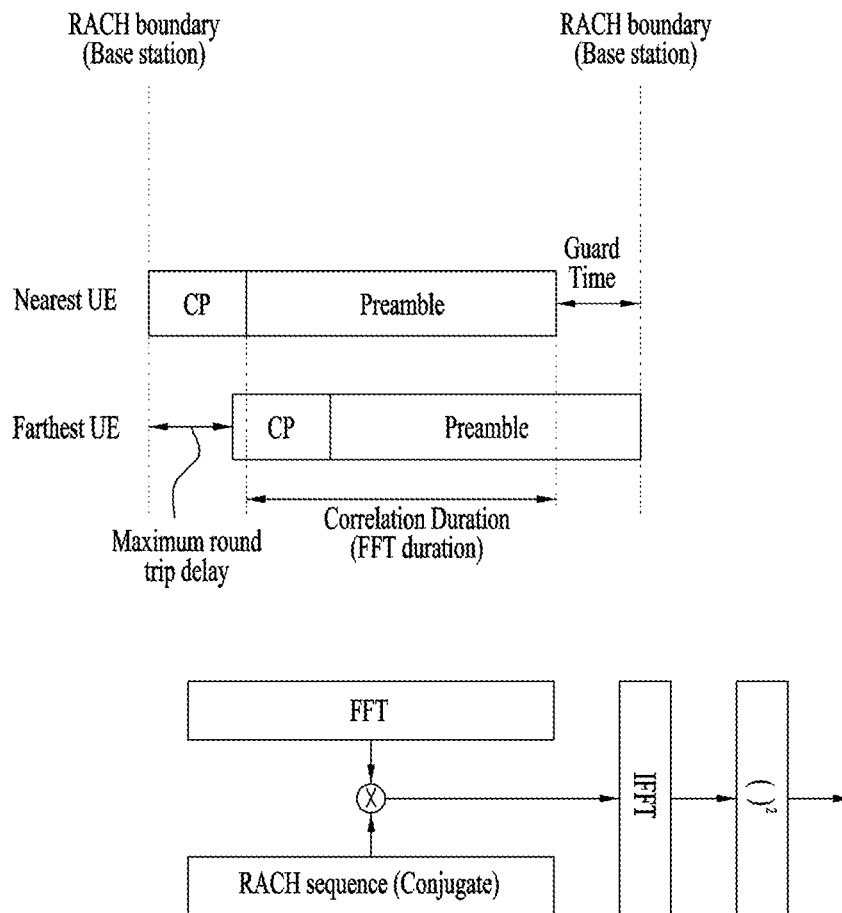 RACH boundary
(Base station)
RACH boundary
(Base station)
Guard
Time
Nearest UE
CP
Preamble
Farthest UE
CP
Preamble
Correlation Duration
(FFT duration)
Maximum round
trip delay
FFT
X
IFFT
( )²
RACH sequence (Conjugate)